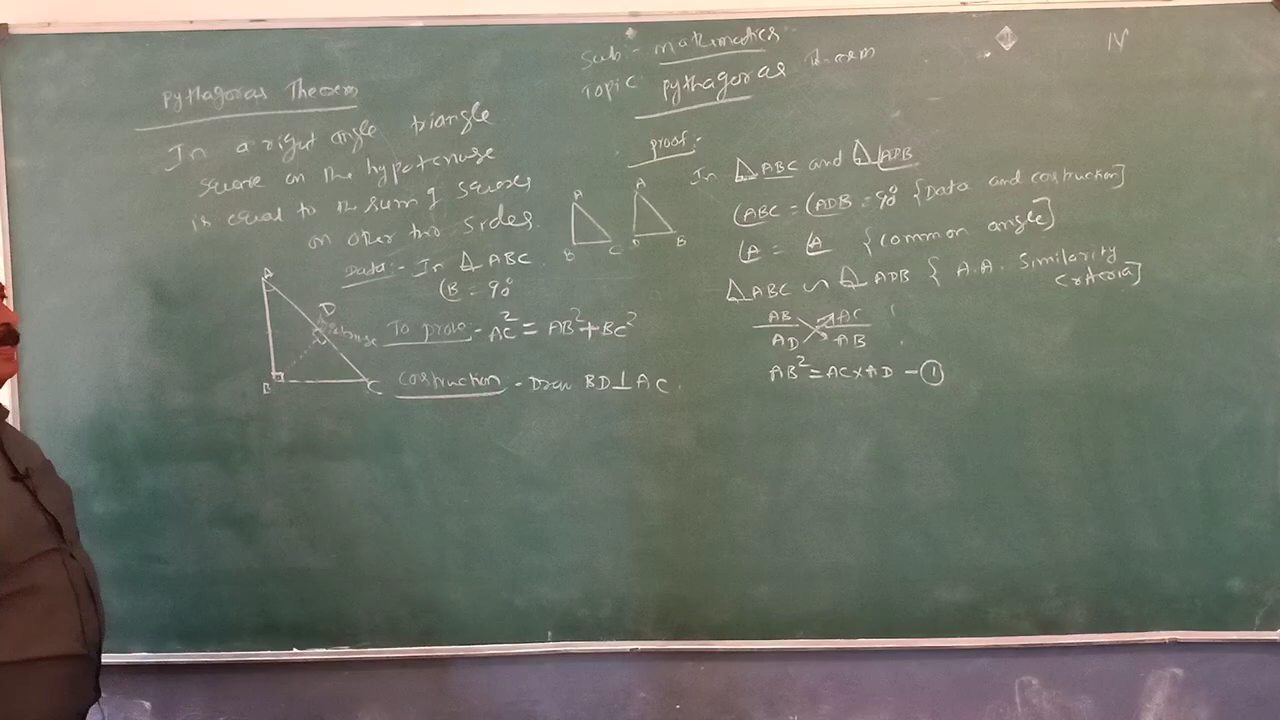 Sub:- mathematics
IV
Topic Pythagoras Theorem
Pythagoras Theorem
In a right angle triangle
square on the hypotenuse
is equal to the sum of squares
on other two sides.
Data:- In △ ABC
∠B = 90°
To prove - AC² = AB² + BC²
Costruction - Draw BD⊥AC.
A
D
B
C
A
B
C
A
D
B
proof:-
In △ABC and △ADB
∠ABC = ∠ADB = 90° {Data and costruction]
∠A = ∠A {common angle]
△ABC ∽ △ADB { A.A. Similarity
Criteria]
AB AC
AD AB
AB² = AC×AD - ①